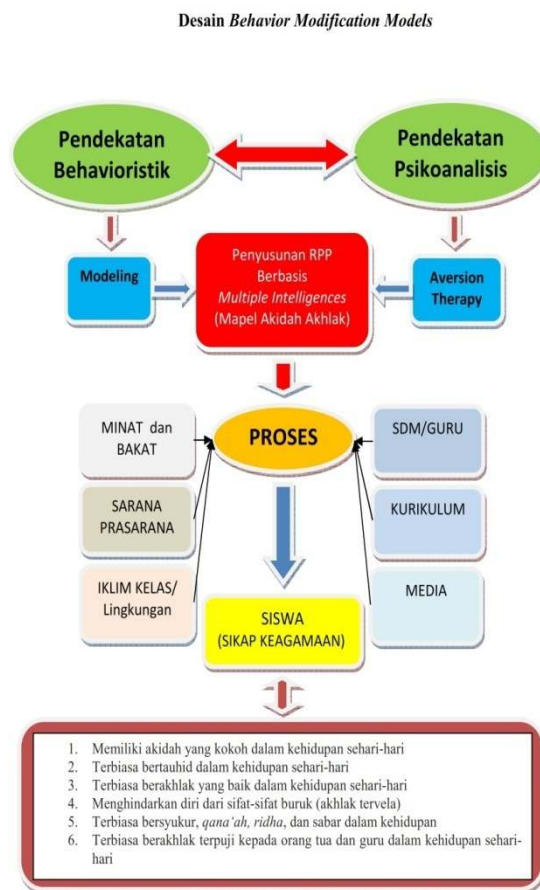 Desain Behavior Modification Models
Pendekatan
Behavioristik
Pendekatan
Psikoanalisis
Modeling
Penyusunan RPP
Berbasis
Multiple Intelligences
(Mapel Akidah Akhlak)
Aversion
Therapy
MINAT dan
BAKAT
PROSES
SDM/GURU
SARANA
PRASARANA
KURIKULUM
IKLIM KELAS/
Lingkungan
MEDIA
SISWA
(SIKAP KEAGAMAAN)
1. Memiliki akidah yang kokoh dalam kehidupan sehari-hari
2. Terbiasa bertauhid dalam kehidupan sehari-hari
3. Terbiasa berakhlak yang baik dalam kehidupan sehari-hari
4. Menghindarkan diri dari sifat-sifat buruk (akhlak tervela)
5. Terbiasa bersyukur, qana‘ah, ridha, dan sabar dalam kehidupan
6. Terbiasa berakhlak terpuji kepada orang tua dan guru dalam kehidupan sehari-
hari